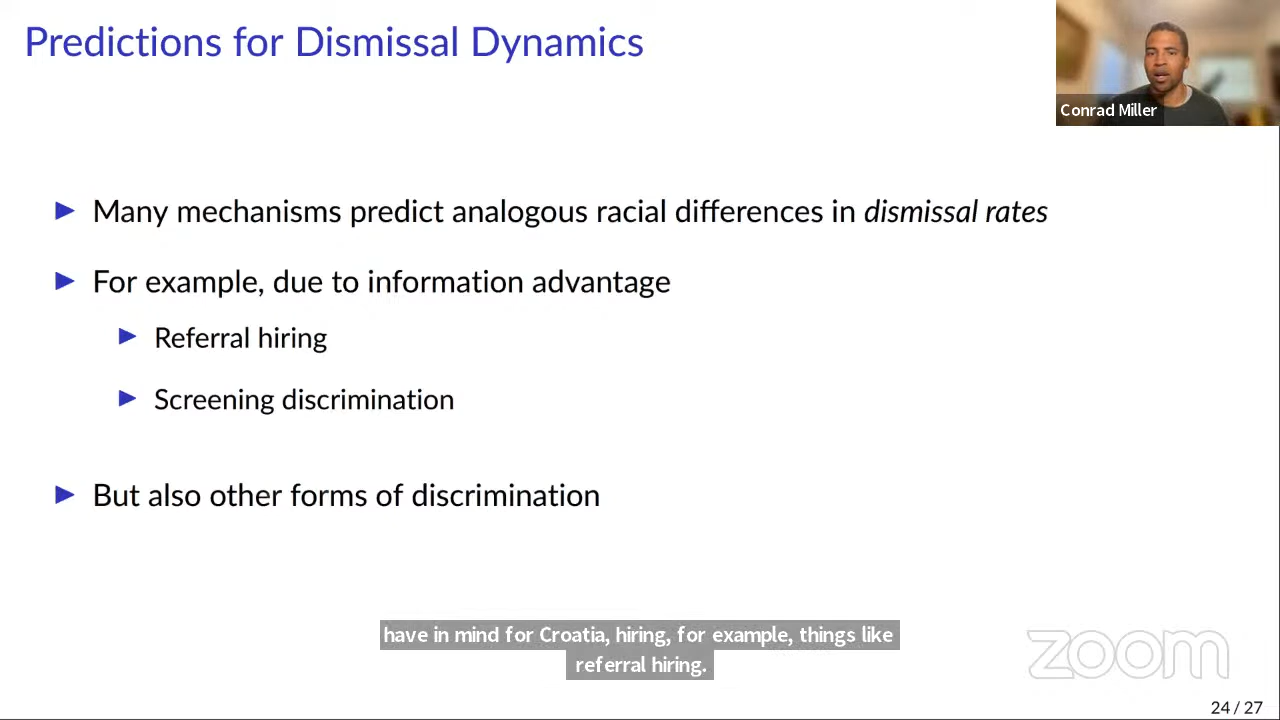 Predictions for Dismissal Dynamics
Conrad Miller
Many mechanisms predict analogous racial differences in dismissal rates
For example, due to information advantage
Referral hiring
Screening discrimination
But also other forms of discrimination
have in mind for Croatia, hiring, for example, things like
referral hiring.
zoom
24 / 27